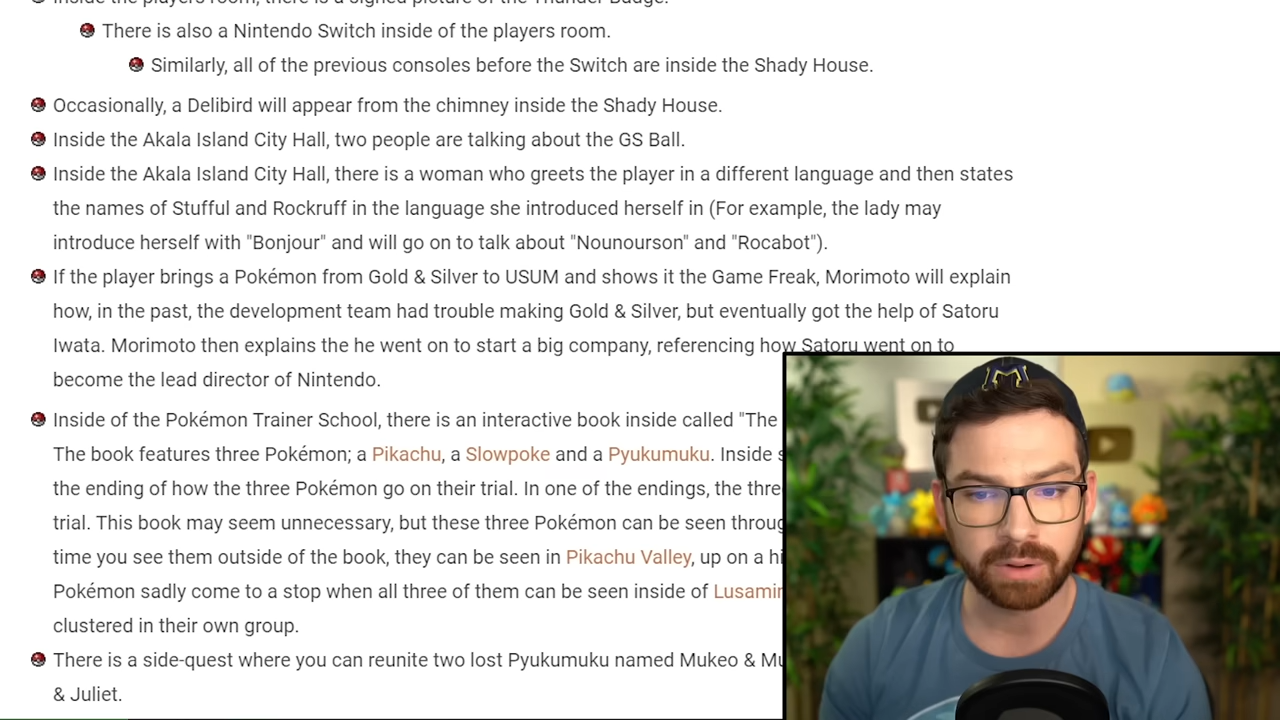 Inside the players room, there is a signed picture of the Thunder Badge.
There is also a Nintendo Switch inside of the players room.
Similarly, all of the previous consoles before the Switch are inside the Shady House.
Occasionally, a Delibird will appear from the chimney inside the Shady House.
Inside the Akala Island City Hall, two people are talking about the GS Ball.
Inside the Akala Island City Hall, there is a woman who greets the player in a different language and then states
the names of Stufful and Rockruff in the language she introduced herself in (For example, the lady may
introduce herself with "Bonjour" and will go on to talk about "Nounourson" and "Rocabot").
If the player brings a Pokémon from Gold & Silver to USUM and shows it the Game Freak, Morimoto will explain
how, in the past, the development team had trouble making Gold & Silver, but eventually got the help of Satoru
Iwata. Morimoto then explains the he went on to start a big company, referencing how Satoru went on to
become the lead director of Nintendo.
Inside of the Pokémon Trainer School, there is an interactive book inside called "The
The book features three Pokémon; a Pikachu, a Slowpoke and a Pyukumuku. Inside
the ending of how the three Pokémon go on their trial. In one of the endings, the
trial. This book may seem unnecessary, but these three Pokémon can be seen
time you see them outside of the book, they can be seen in Pikachu Valley, up on a
Pokémon sadly come to a stop when all three of them can be seen inside of
clustered in their own group.
There is a side-quest where you can reunite two lost Pyukumuku named Mukeo &
& Juliet.
M